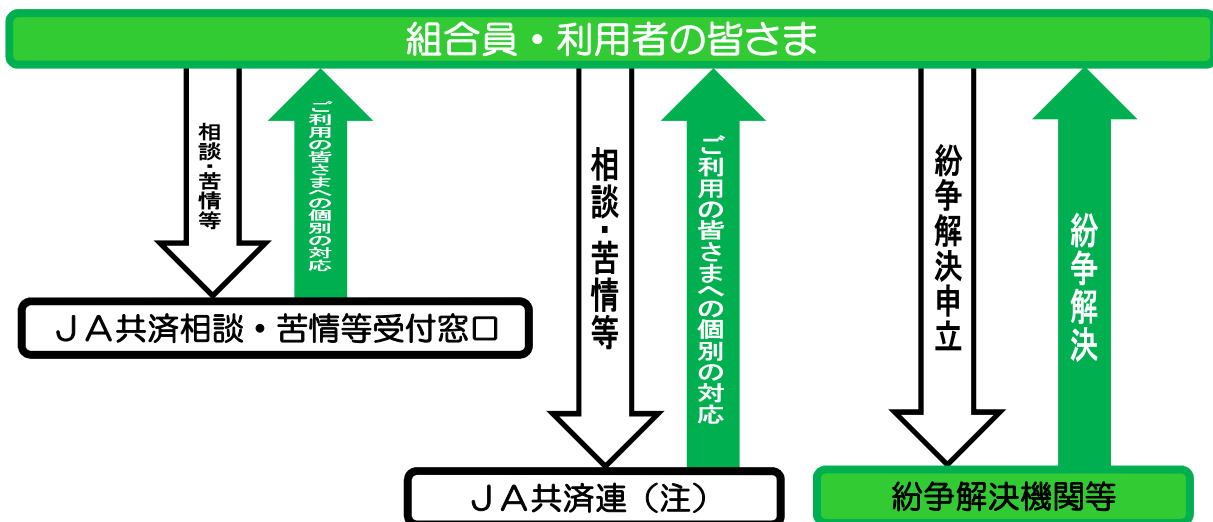 組合員・利用者の皆さま
相談・苦情等
ご利用の皆さまへの個別の対応
相談・苦情等
ご利用の皆さまへの個別の対応
紛争解決申立
紛争解決
ＪＡ共済相談・苦情等受付窓口
ＪＡ共済連（注）
紛争解決機関等